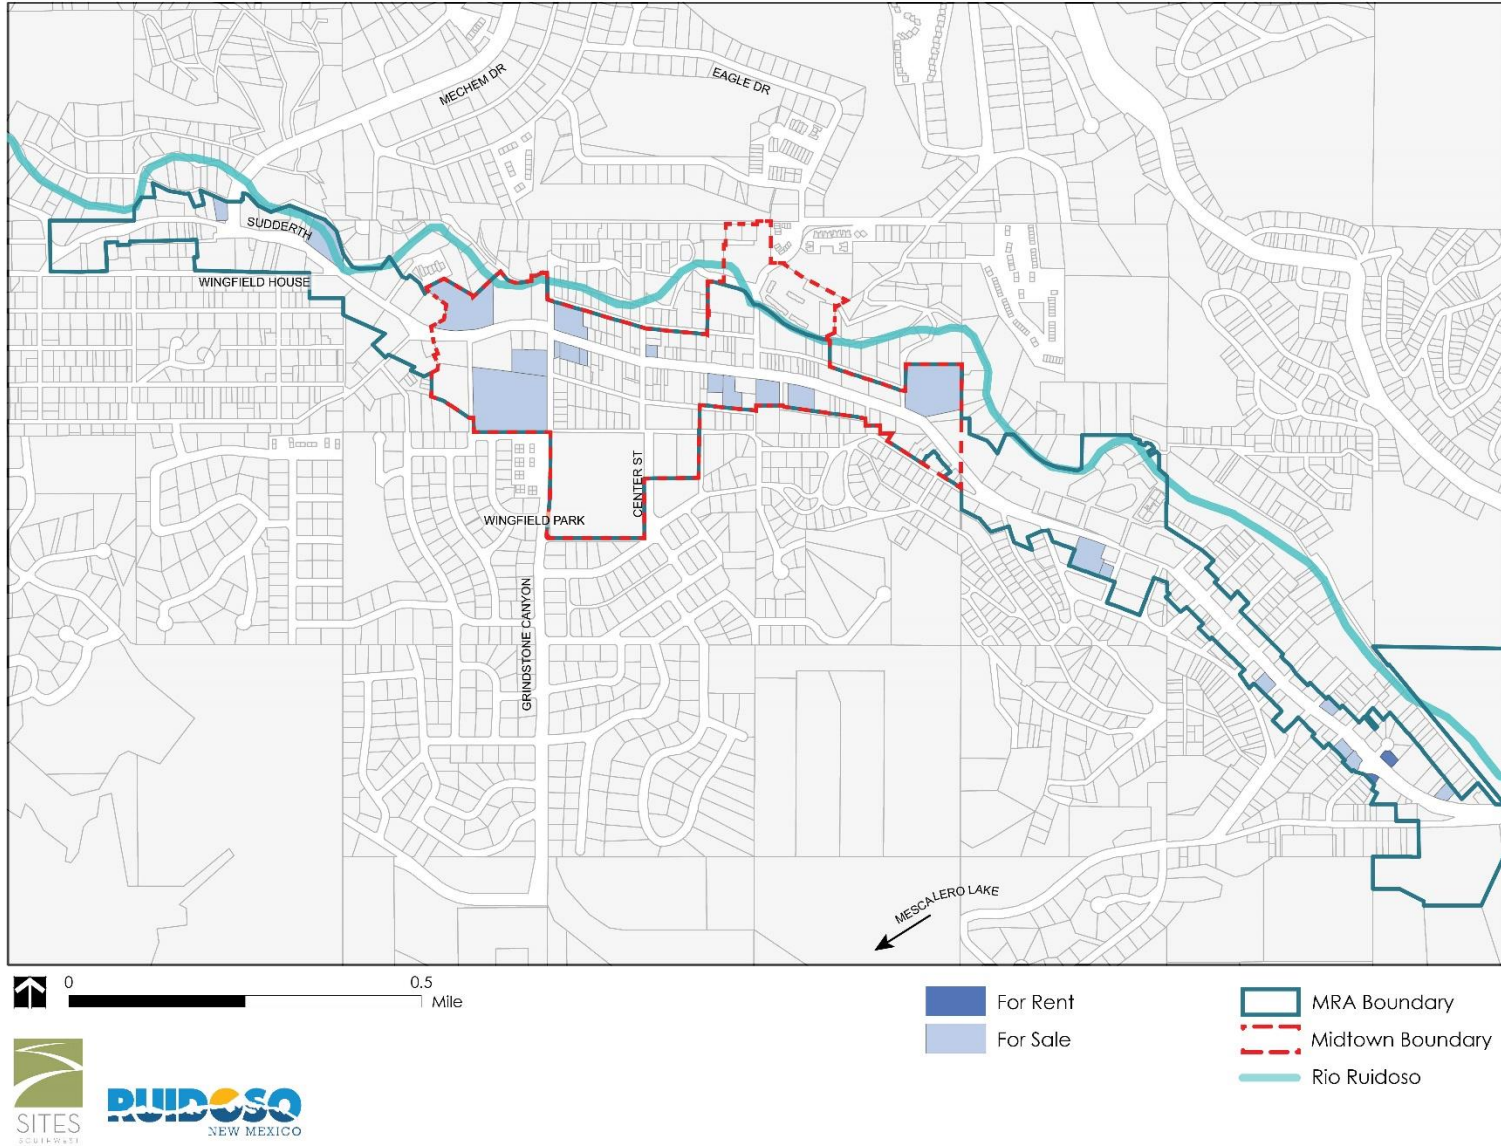 MECHEM DR
EAGLE DR
SUDDERTH
WINGFIELD HOUSE
CENTER ST
WINGFIELD PARK
GRINDSTONE CANYON
MESCALERO LAKE
0
0.5
Mile
For Rent
For Sale
MRA Boundary
Midtown Boundary
Rio Ruidoso
SITES
SOUTHWEST
RUIDOSO
NEW MEXICO